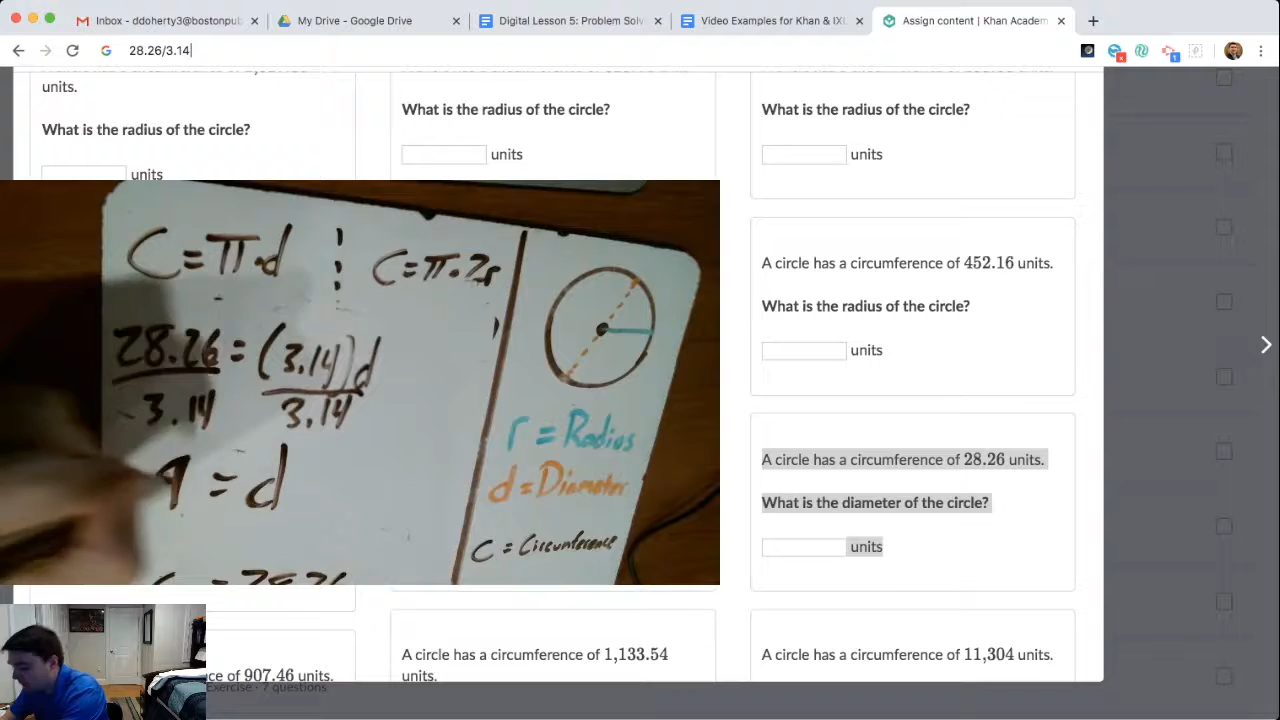 Inbox - ddoherty3@bostonpub
My Drive - Google Drive
Digital Lesson 5: Problem Solv
Video Examples for Khan & IXL
Assign content | Khan Academ
28.26/3.14
units.
What is the radius of the circle?
units
What is the radius of the circle?
units
What is the radius of the circle?
units
A circle has a circumference of 452.16 units.
What is the radius of the circle?
units
A circle has a circumference of 28.26 units.
What is the diameter of the circle?
units
C=π·d
C=π·2r
28.26 = (3.14)d
3.14 3.14
9 = d
r = Radius
d = Diameter
C = Circumference
ce of 907.46 units.
Exercise · 7 questions
A circle has a circumference of 1,133.54
units.
A circle has a circumference of 11,304 units.